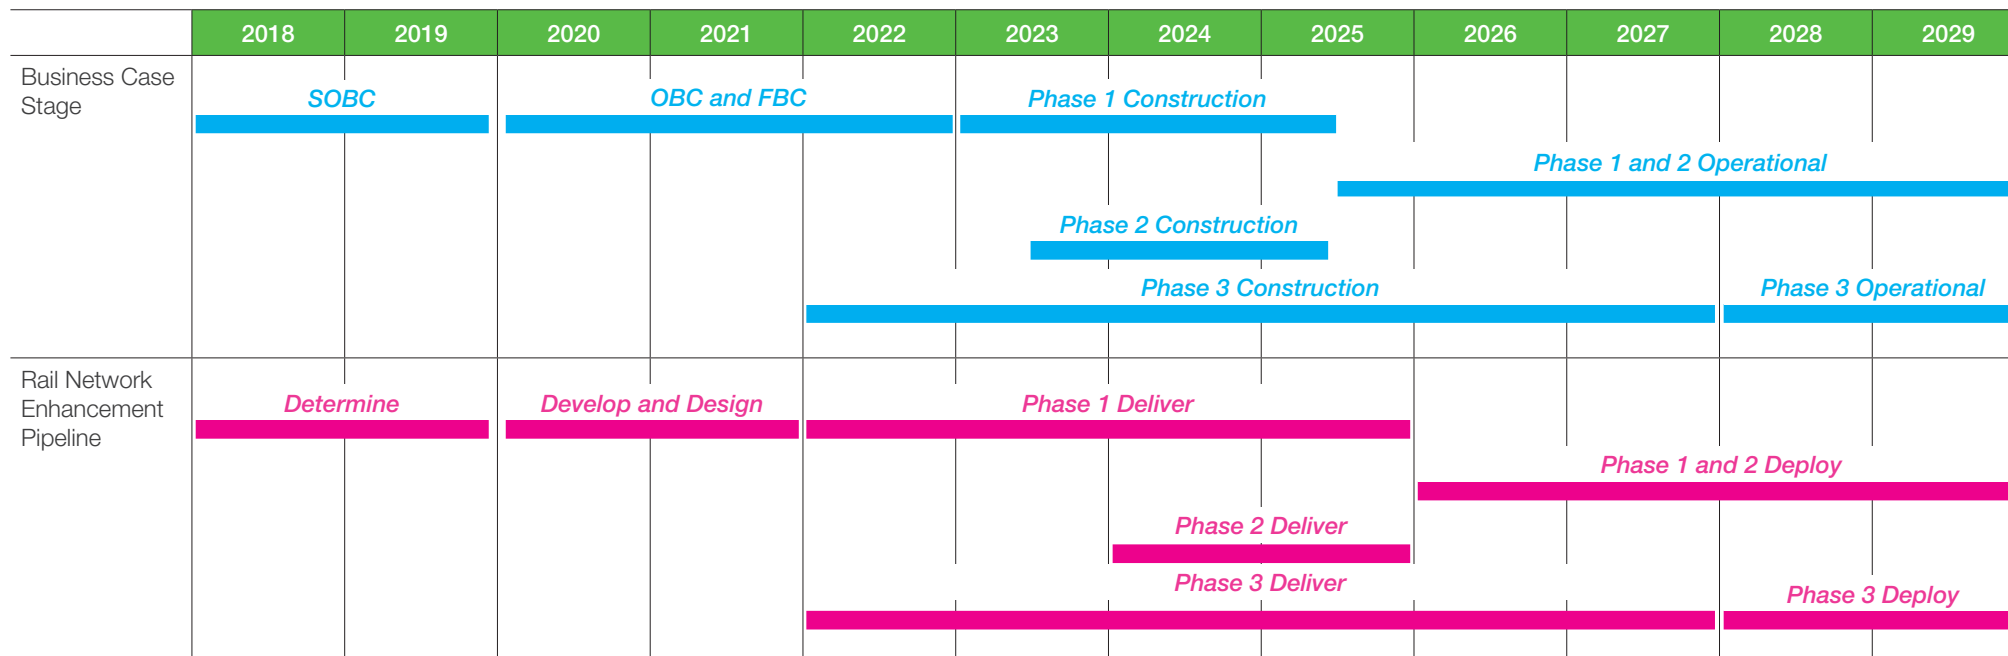 2018 2019 2020 2021 2022 2023 2024 2025 2026 2027 2028 2029
Business Case
Stage
SOBC
OBC and FBC
Phase 1 Construction
Phase 1 and 2 Operational
Phase 2 Construction
Phase 3 Construction
Phase 3 Operational
Rail Network
Enhancement
Pipeline
Determine
Develop and Design
Phase 1 Deliver
Phase 1 and 2 Deploy
Phase 2 Deliver
Phase 3 Deliver
Phase 3 Deploy